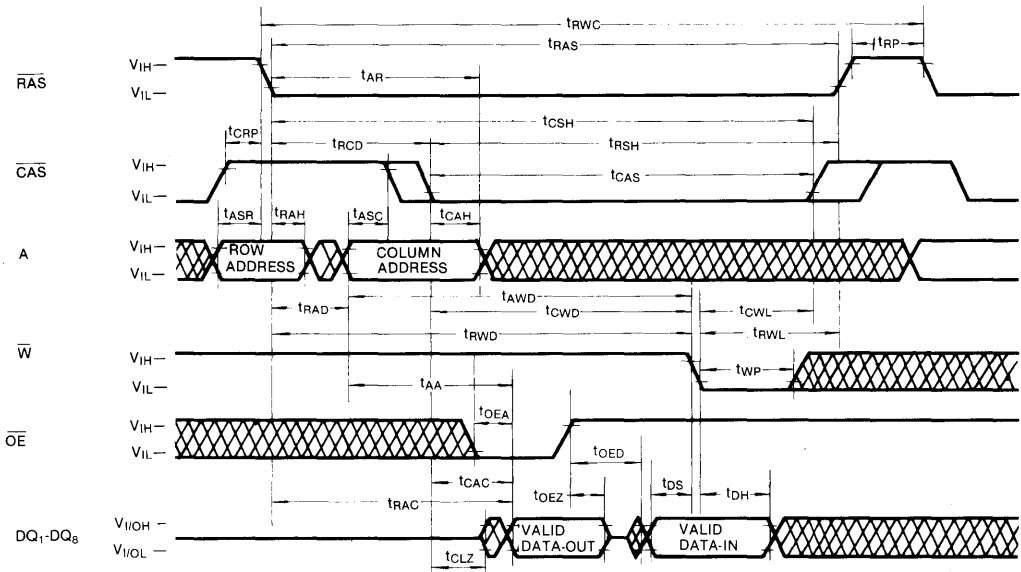 tRWC
tRAS
tRP
tAR
RAS
VIH
VIL
tCSH
tCRP
tRCD
tRSH
CAS
VIH
VIL
tCAS
tASR
tRAH
tASC
tCAH
A
VIH
VIL
ROW
ADDRESS
COLUMN
ADDRESS
tAWD
tRAD
tCWD
tCWL
tRWD
tRWL
W
VIH
VIL
tWP
tAA
tOEA
OE
VIH
VIL
tOED
tCAC
tOEZ
tDS
tDH
tRAC
DQ1-DQ8
VI/OH
VI/OL
VALID
DATA-OUT
VALID
DATA-IN
tCLZ